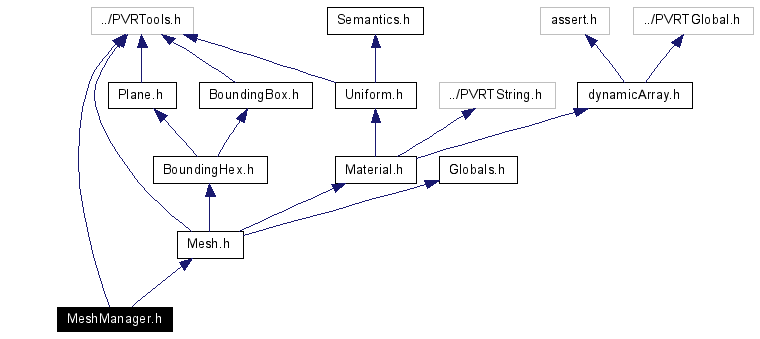 ../PVRTools.h
Semantics.h
assert.h
../PVRTGlobal.h
Plane.h
BoundingBox.h
Uniform.h
../PVRTString.h
dynamicArray.h
BoundingHex.h
Material.h
Globals.h
Mesh.h
MeshManager.h